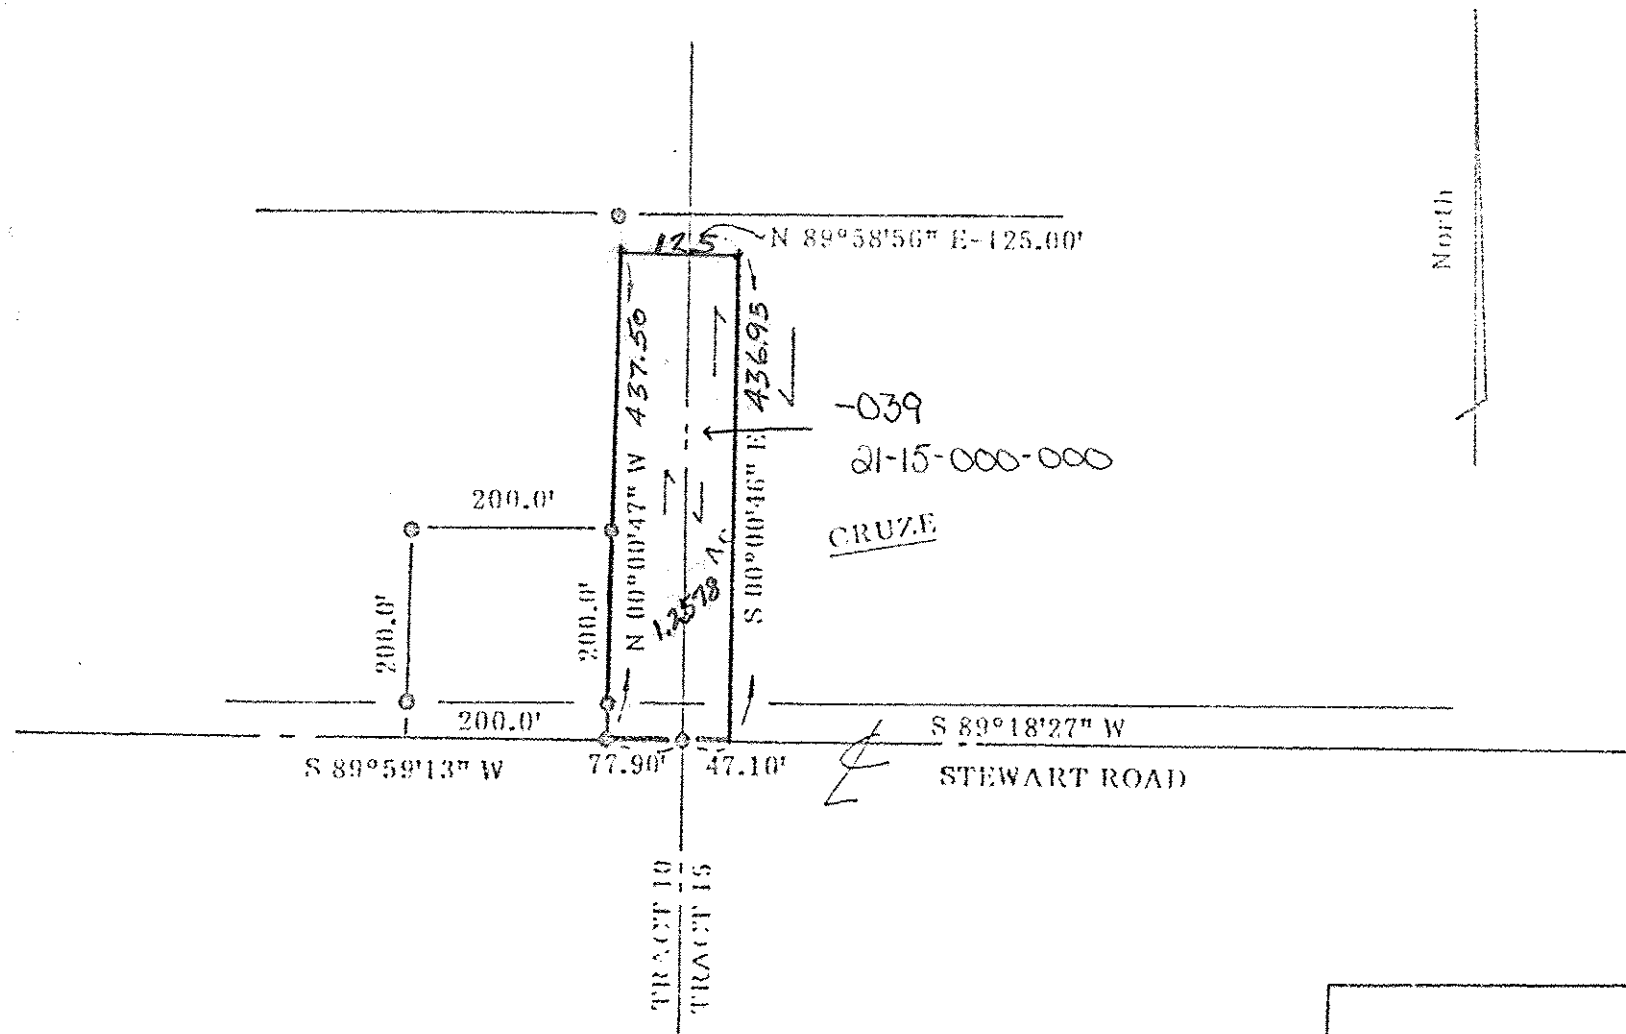 North
125
N 89°58'56" E-125.00'
N 00°00'47" W 437.50
S 00°00'46" E 436.95
-039
21-15-000-000
CRUZE
200.0'
200.0'
200.0'
1.2578 Ac
200.0'
S 89°18'27" W
S 89°59'13" W
77.90'
47.10'
STEWART ROAD
TRACT 10
TRACT 15